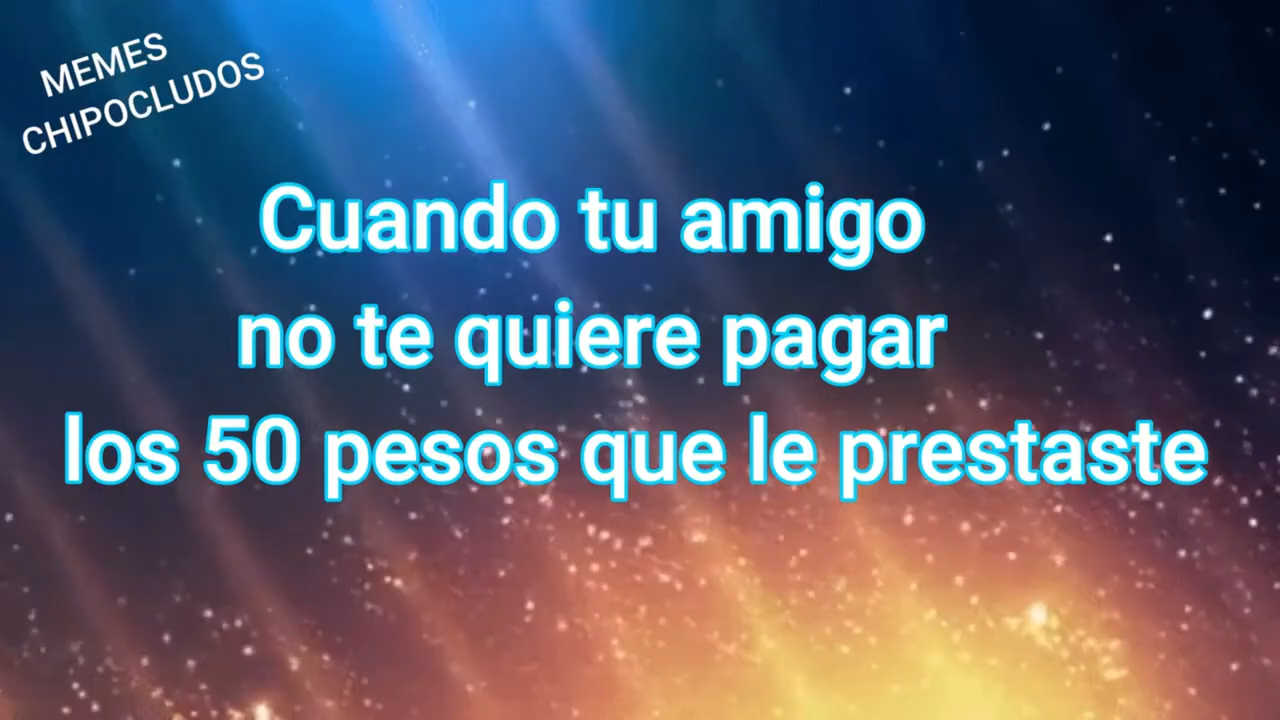 MEMES
CHIPOCLUDOS
Cuando tu amigo
no te quiere pagar
los 50 pesos que le prestaste